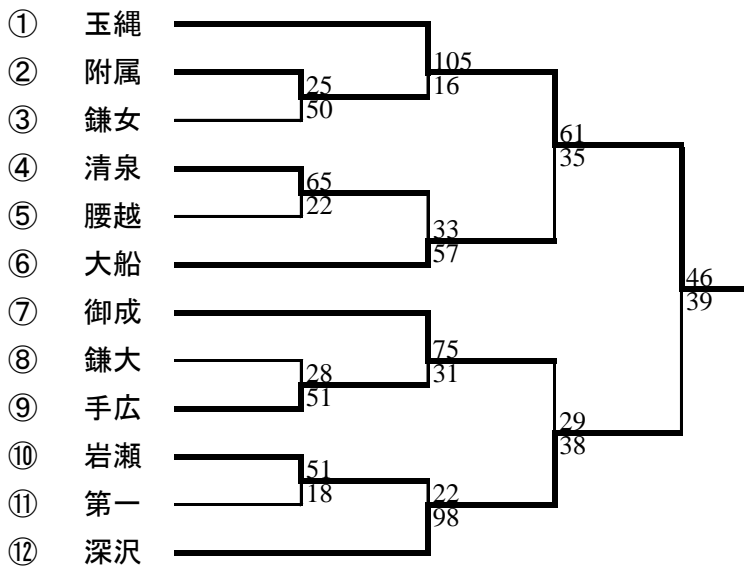 ① 玉縄
105
② 附属
16
25
50
③ 鎌女
61
35
④ 清泉
65
22
⑤ 腰越
33
57
⑥ 大船
46
39
⑦ 御成
75
31
⑧ 鎌大
28
51
⑨ 手広
29
38
⑩ 岩瀬
51
18
⑪ 第一
22
98
⑫ 深沢